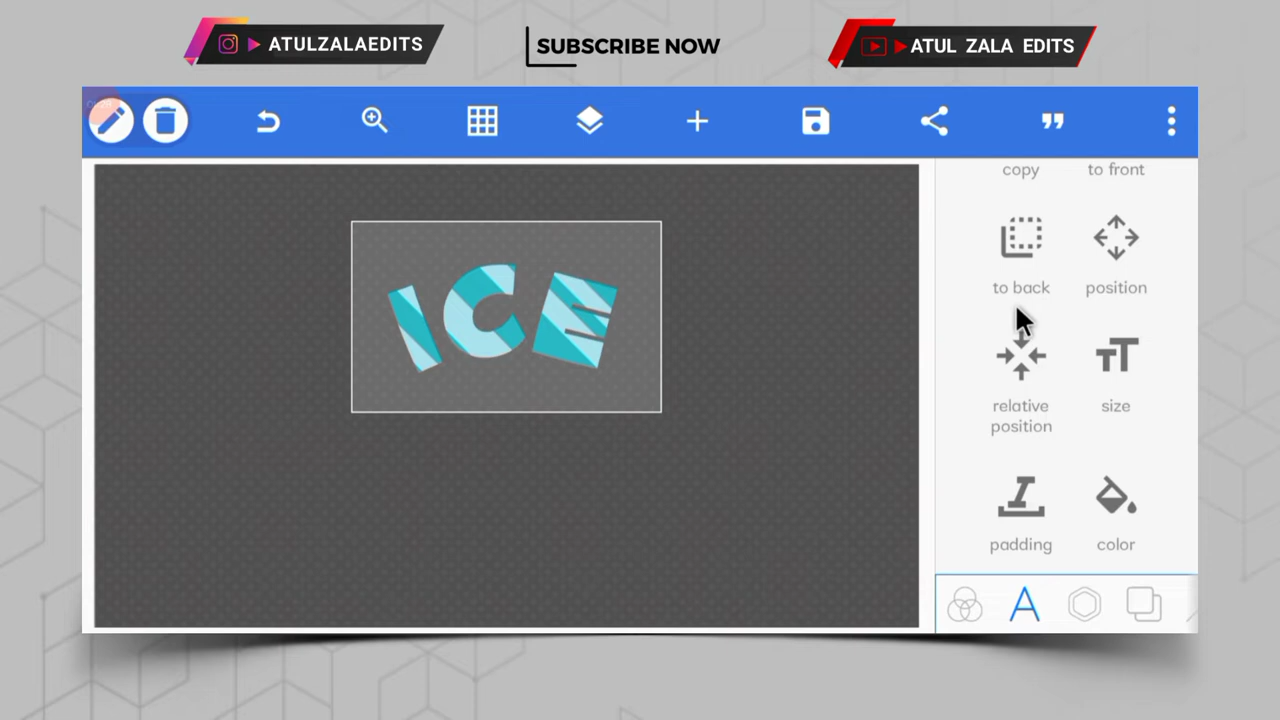 ATULZALAEDITS
SUBSCRIBE NOW
ATUL ZALA EDITS
copy
to front
to back
position
ICE
relative
position
size
padding
color